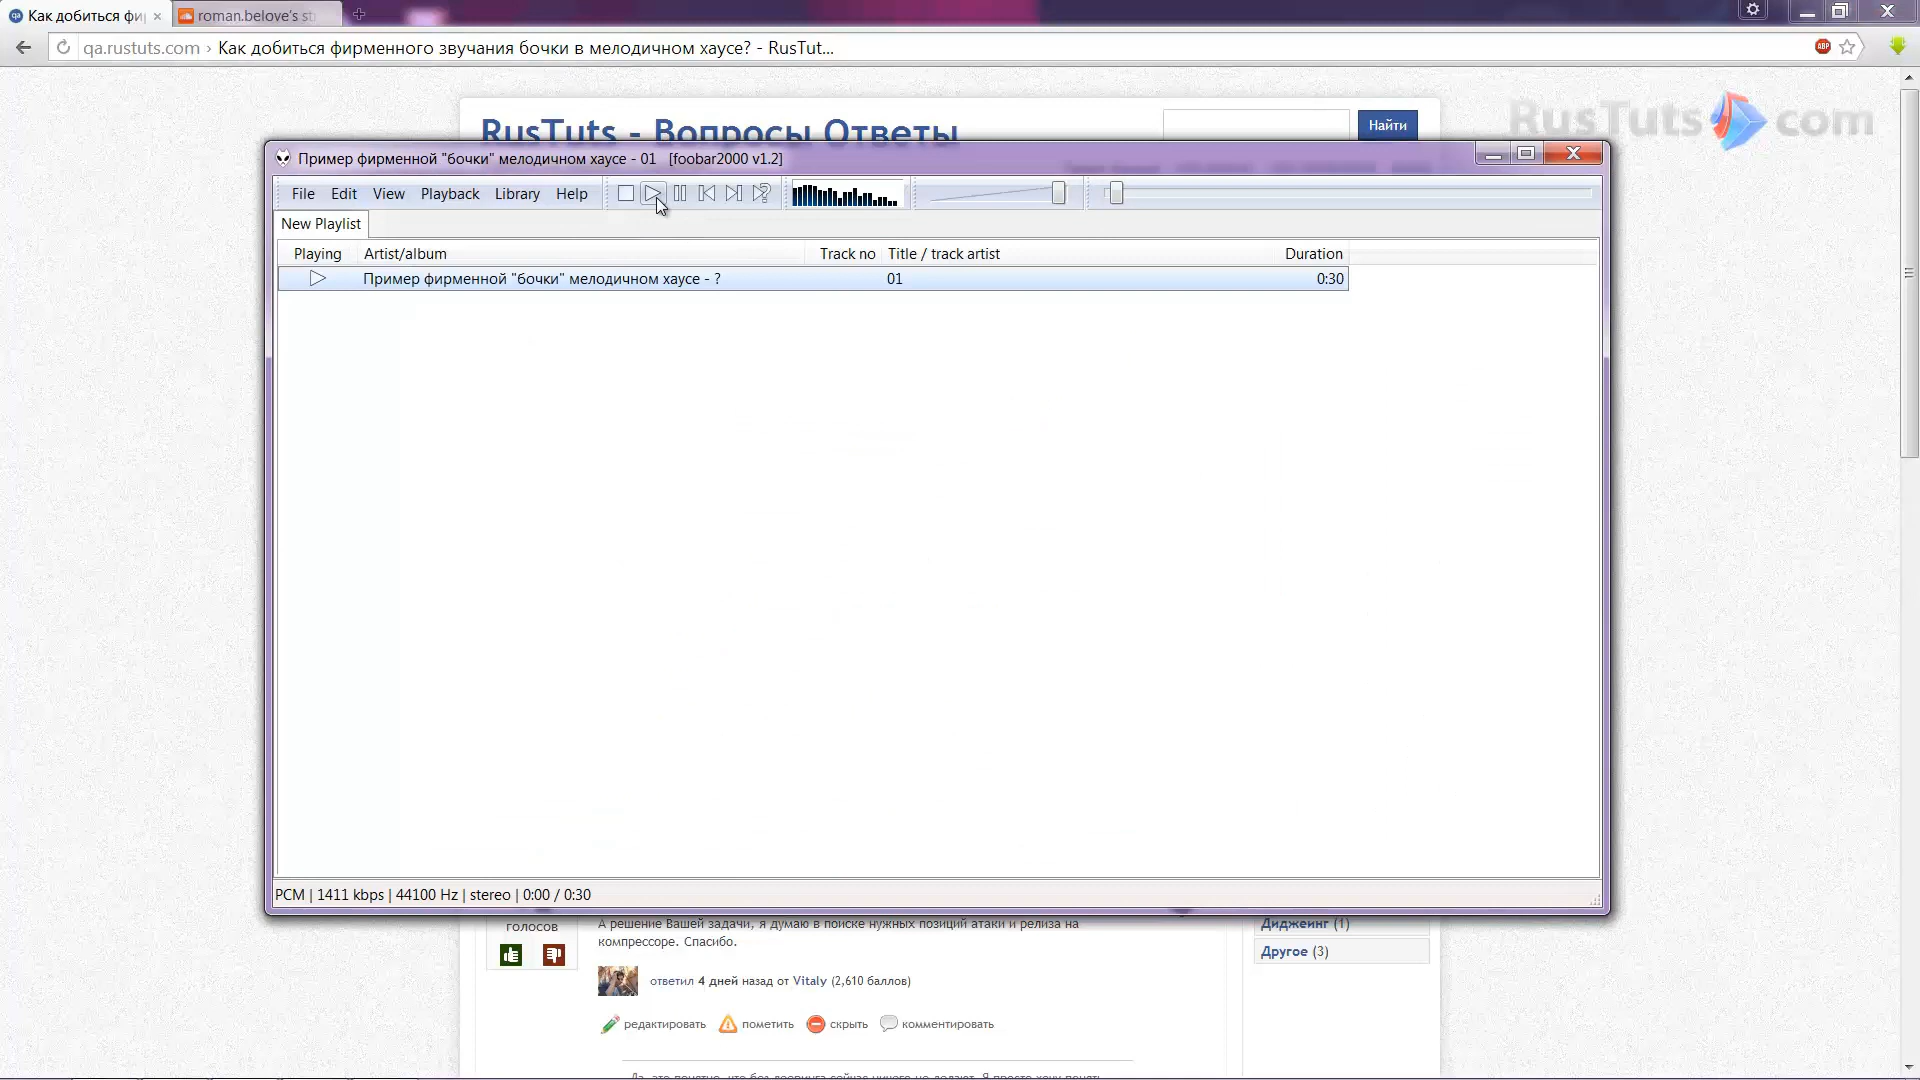 Как добиться фи
roman.belove's st
qa.rustuts.com › Как добиться фирменного звучания бочки в мелодичном хаусе? - RusTut...
ABP
RusTuts - Вопросы Ответы
Найти
RusTuts com
Пример фирменной "бочки" мелодичном хаусе - 01 [foobar2000 v1.2]
File Edit View Playback Library Help
New Playlist
Playing Artist/album Track no Title / track artist Duration
Пример фирменной "бочки" мелодичном хаусе - ? 01 0:30
PCM | 1411 kbps | 44100 Hz | stereo | 0:00 / 0:30
голосов
А решение Вашей задачи, я думаю в поиске нужных позиций атаки и релиза на
компрессоре. Спасибо.
ответил 4 дней назад от Vitaly (2,610 баллов)
редактировать пометить скрыть комментировать
Диджеинг (1)
Другое (3)